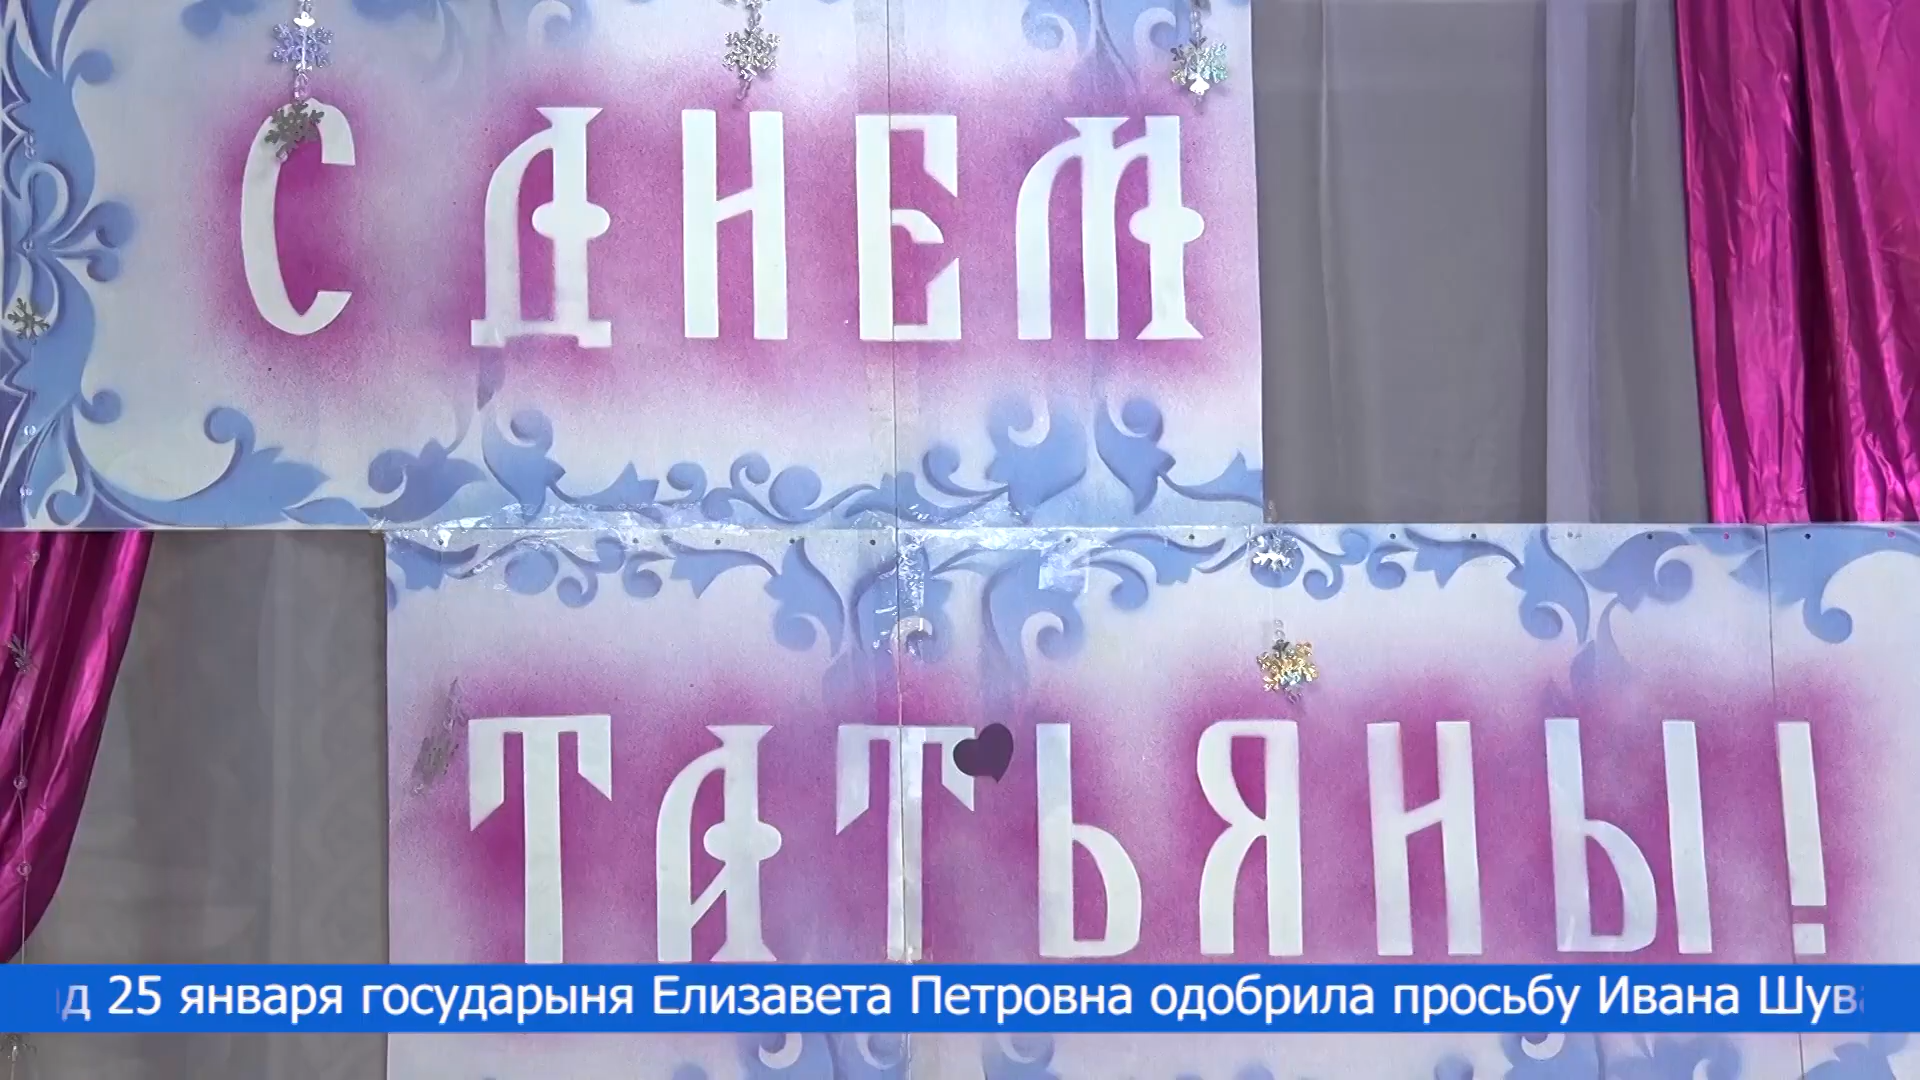 С ДНЕМ
ТАТЬЯНЫ!
25 января государыня Елизавета Петровна одобрила просьбу Ивана